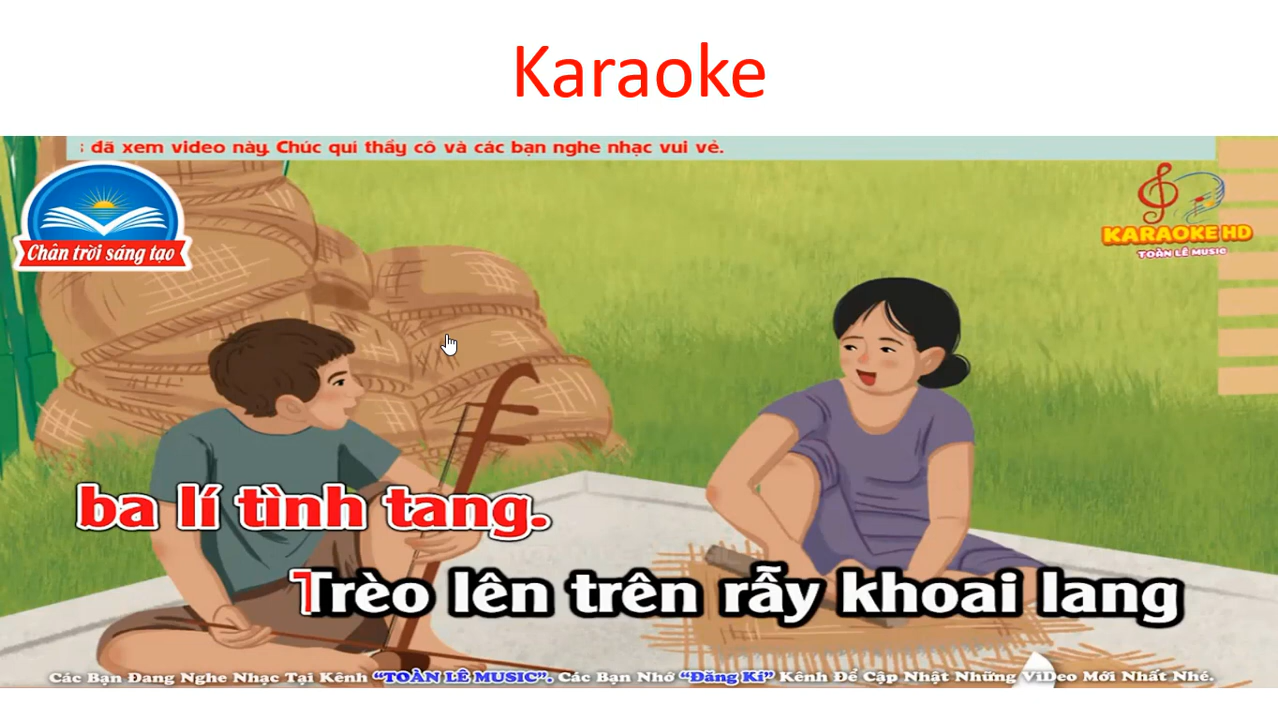 Karaoke
: đã xem video này. Chúc quí thầy cô và các bạn nghe nhạc vui vẻ.
Chân trời sáng tạo
KARAOKE HD
TOÀN LÊ MUSIC
ba lí tình tang.
Trèo lên trên rẫy khoai lang
Các Bạn Đang Nghe Nhạc Tại Kênh “TOÀN LÊ MUSIC”. Các Bạn Nhớ “Đăng Kí” Kênh Để Cập Nhật Những ViDeo Mới Nhất Nhé.